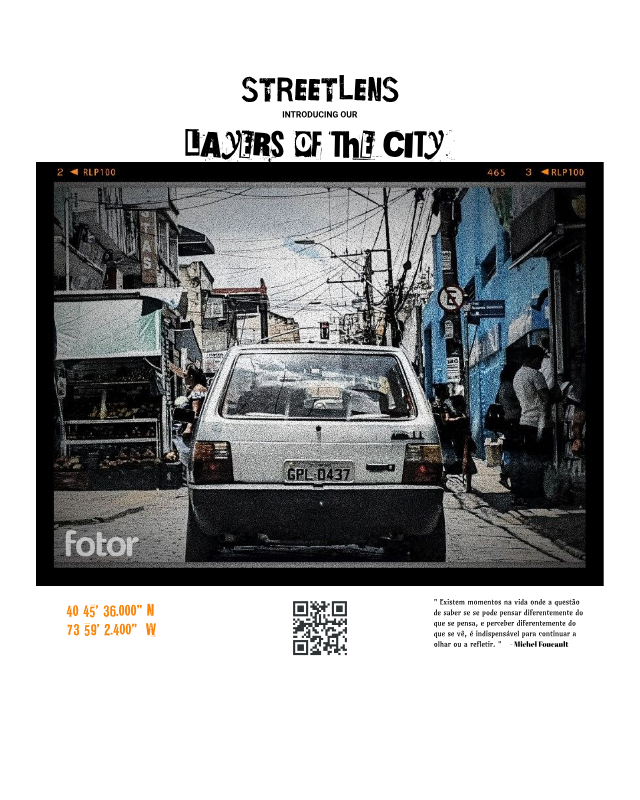 STREETLENS
INTRODUCING OUR
LAYERS OF THE CITY
2 ◀ RLP100
465 3 ◀ RLP100
TAS
GPL 0437
fotor
40 45' 36.000" N
73 59' 2.400" W
" Existem momentos na vida onde a questão
de saber se se pode pensar diferentemente do
que se pensa, e perceber diferentemente do
que se vê, é indispensável para continuar a
olhar ou a refletir. " - Michel Foucault